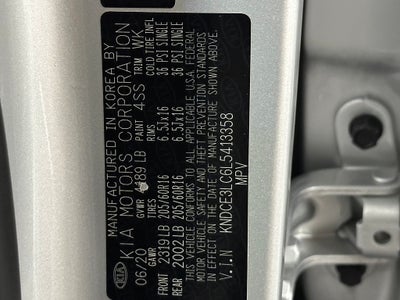 MANUFACTURED IN KOREA BY
KIA MOTORS CORPORATION
KIA
06/20 GVWR 4189 LB PAINT 4SS TRIM WK
GAWR TIRE RIMS COLD TIRE INFL
FRONT 2319 LB 205/60R16 6.5Jx16 36 PSI SINGLE
REAR 2002 LB 205/60R16 6.5Jx16 36 PSI SINGLE
THIS VEHICLE CONFORMS TO ALL APPLICABLE U.S.A. FEDERAL
MOTOR VEHICLE SAFETY AND THEFT PREVENTION STANDARDS
IN EFFECT ON THE DATE OF MANUFACTURE SHOWN ABOVE.
V.I.N KNDCE3LC6L5413358
MPV